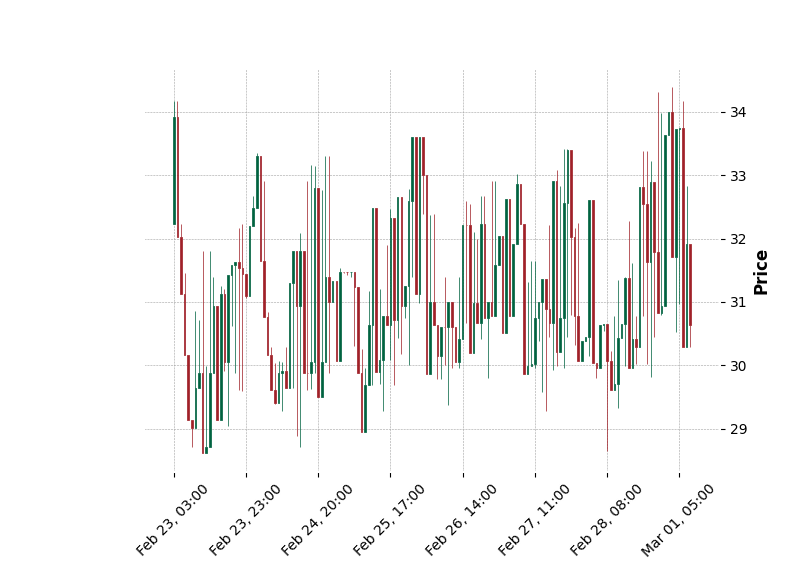 34
33
32
31
30
29
Price
Feb 23, 03:00
Feb 23, 23:00
Feb 24, 20:00
Feb 25, 17:00
Feb 26, 14:00
Feb 27, 11:00
Feb 28, 08:00
Mar 01, 05:00